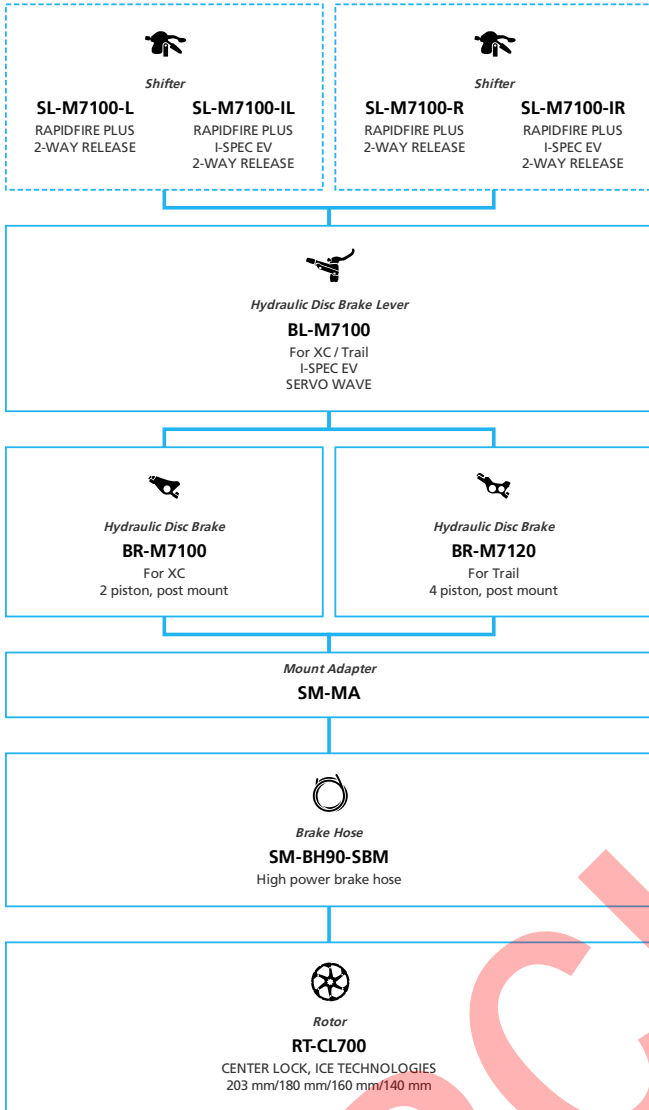 Shifter
SL-M7100-L
RAPIDFIRE PLUS
2-WAY RELEASE
SL-M7100-IL
RAPIDFIRE PLUS
I-SPEC EV
2-WAY RELEASE
Shifter
SL-M7100-R
RAPIDFIRE PLUS
2-WAY RELEASE
SL-M7100-IR
RAPIDFIRE PLUS
I-SPEC EV
2-WAY RELEASE
Hydraulic Disc Brake Lever
BL-M7100
For XC / Trail
I-SPEC EV
SERVO WAVE
Hydraulic Disc Brake
BR-M7100
For XC
2 piston, post mount
Hydraulic Disc Brake
BR-M7120
For Trail
4 piston, post mount
Mount Adapter
SM-MA
Brake Hose
SM-BH90-SBM
High power brake hose
Rotor
RT-CL700
CENTER LOCK, ICE TECHNOLOGIES
203 mm/180 mm/160 mm/140 mm